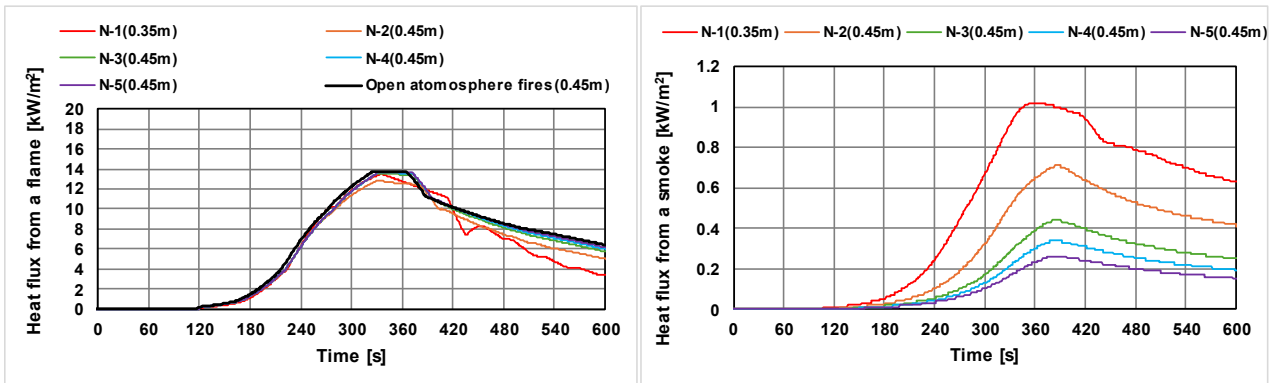 N-1(0.35m) N-2(0.45m)
N-3(0.45m) N-4(0.45m)
N-5(0.45m) Open atomosphere fires(0.45m)
Heat flux from a flame [kW/m²]
20
18
16
14
12
10
8
6
4
2
0
0 60 120 180 240 300 360 420 480 540 600
Time [s]
N-1(0.35m) N-2(0.45m) N-3(0.45m) N-4(0.45m) N-5(0.45m)
Heat flux from a smoke [kW/m²]
1.2
1
0.8
0.6
0.4
0.2
0
0 60 120 180 240 300 360 420 480 540 600
Time [s]